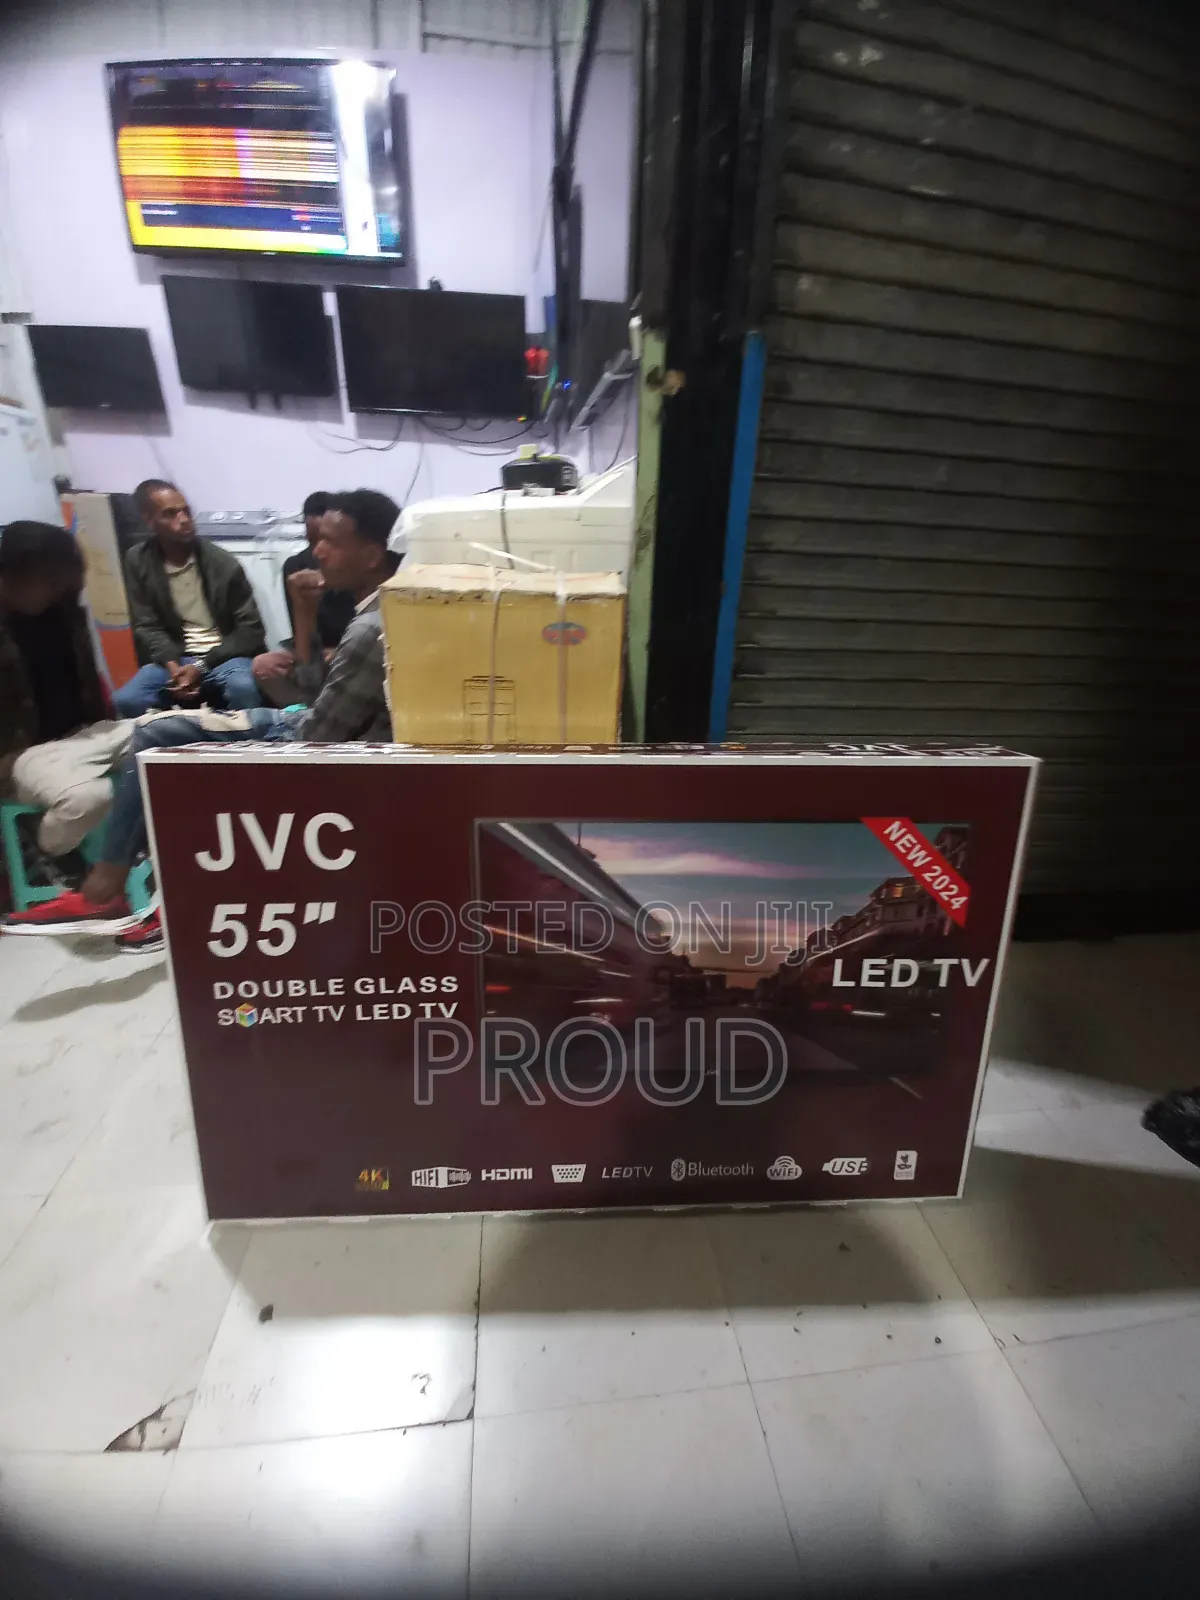 JVC
55"
DOUBLE GLASS
SMART TV LED TV
NEW 2024
LED TV
POSTED ON JIJI
PROUD
4K
HIFI HDMI LEDTV Bluetooth WiFi USB